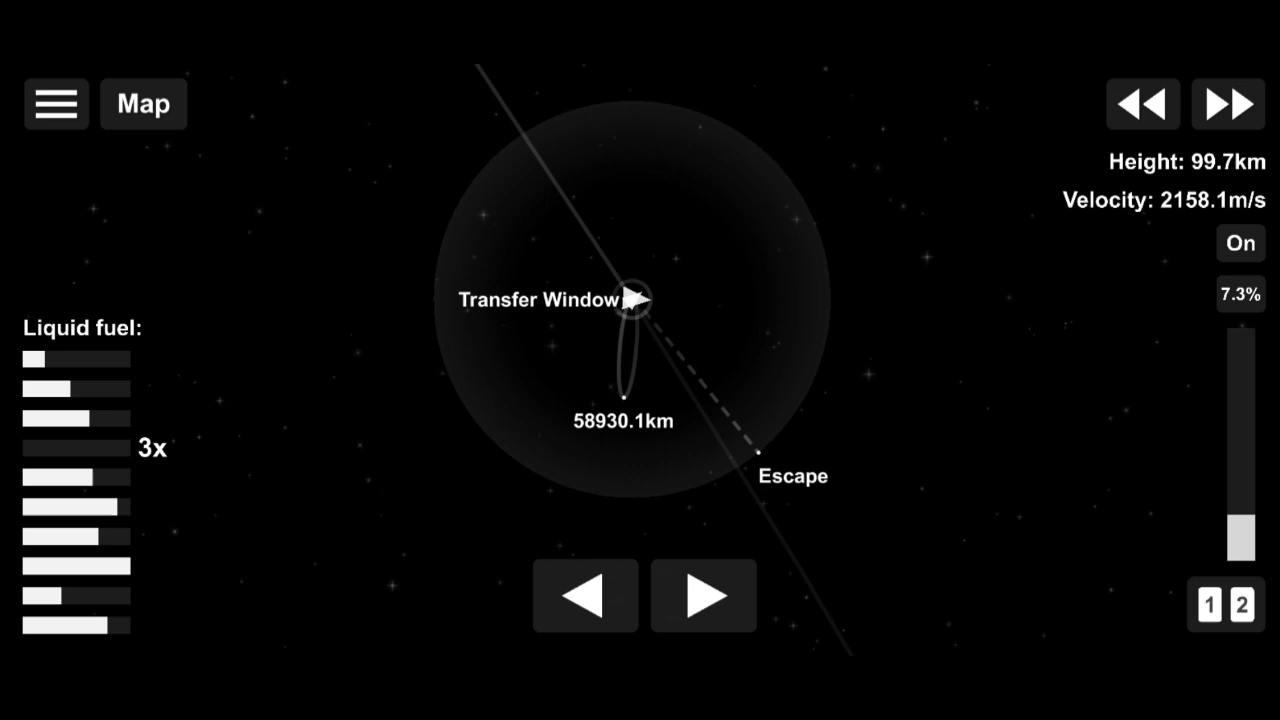 Map
Height: 99.7km
Velocity: 2158.1m/s
On
7.3%
Transfer Window
Liquid fuel:
58930.1km
3x
Escape
1 2